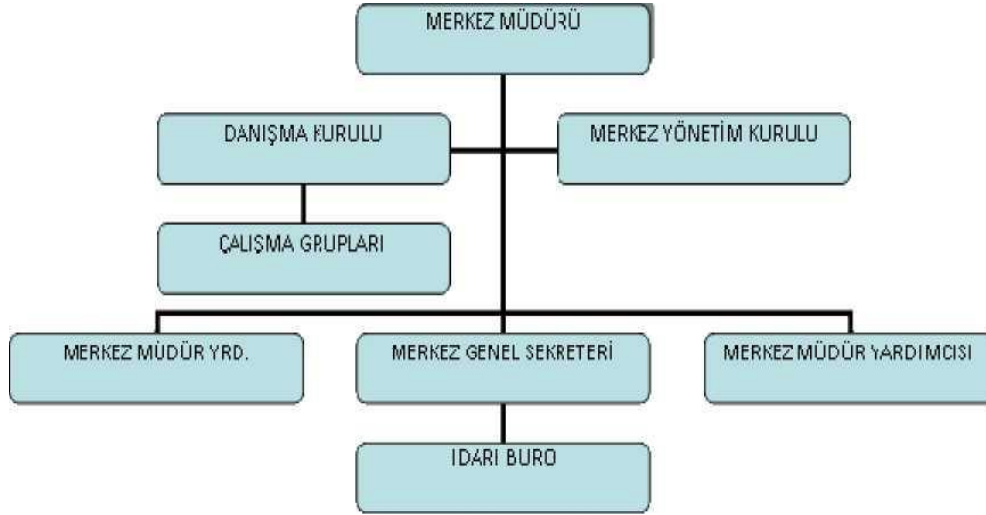 MERKEZ MÜDÜRÜ
DANIŞMA KURULU
MERKEZ YÖNETİM KURULU
ÇALIŞMA GRUPLARI
MERKEZ MÜDÜR YRD.
MERKEZ GENEL SEKRETERİ
MERKEZ MÜDÜR YARDIMCISI
IDARI BURO